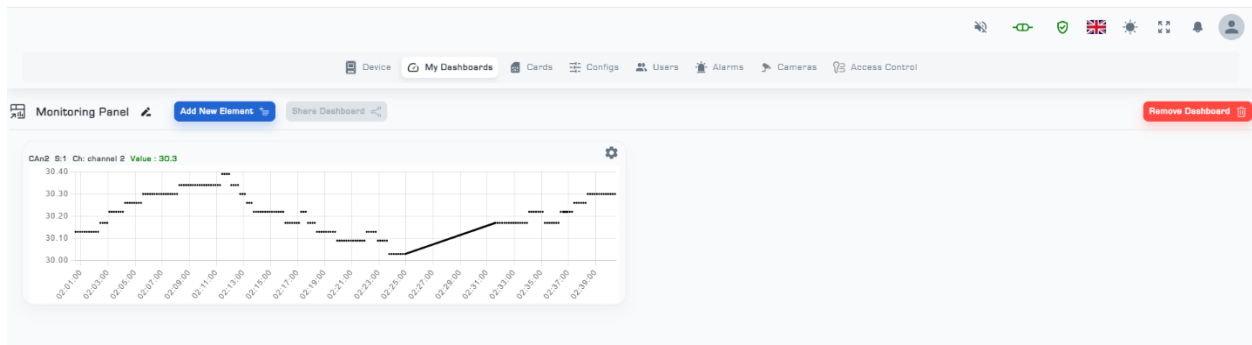 Device My Dashboards Cards Configs Users Alarms Cameras Access Control
Monitoring Panel Add New Element Share Dashboard Remove Dashboard
CAn2 S:1 Ch: channel 2 Value : 30.3
30.40
30.30
30.20
30.10
30.00
02:01:00 02:03:00 02:05:00 02:07:00 02:09:00 02:11:00 02:13:00 02:15:00 02:17:00 02:19:00 02:21:00 02:23:00 02:25:00 02:27:00 02:29:00 02:31:00 02:33:00 02:35:00 02:37:00 02:39:00